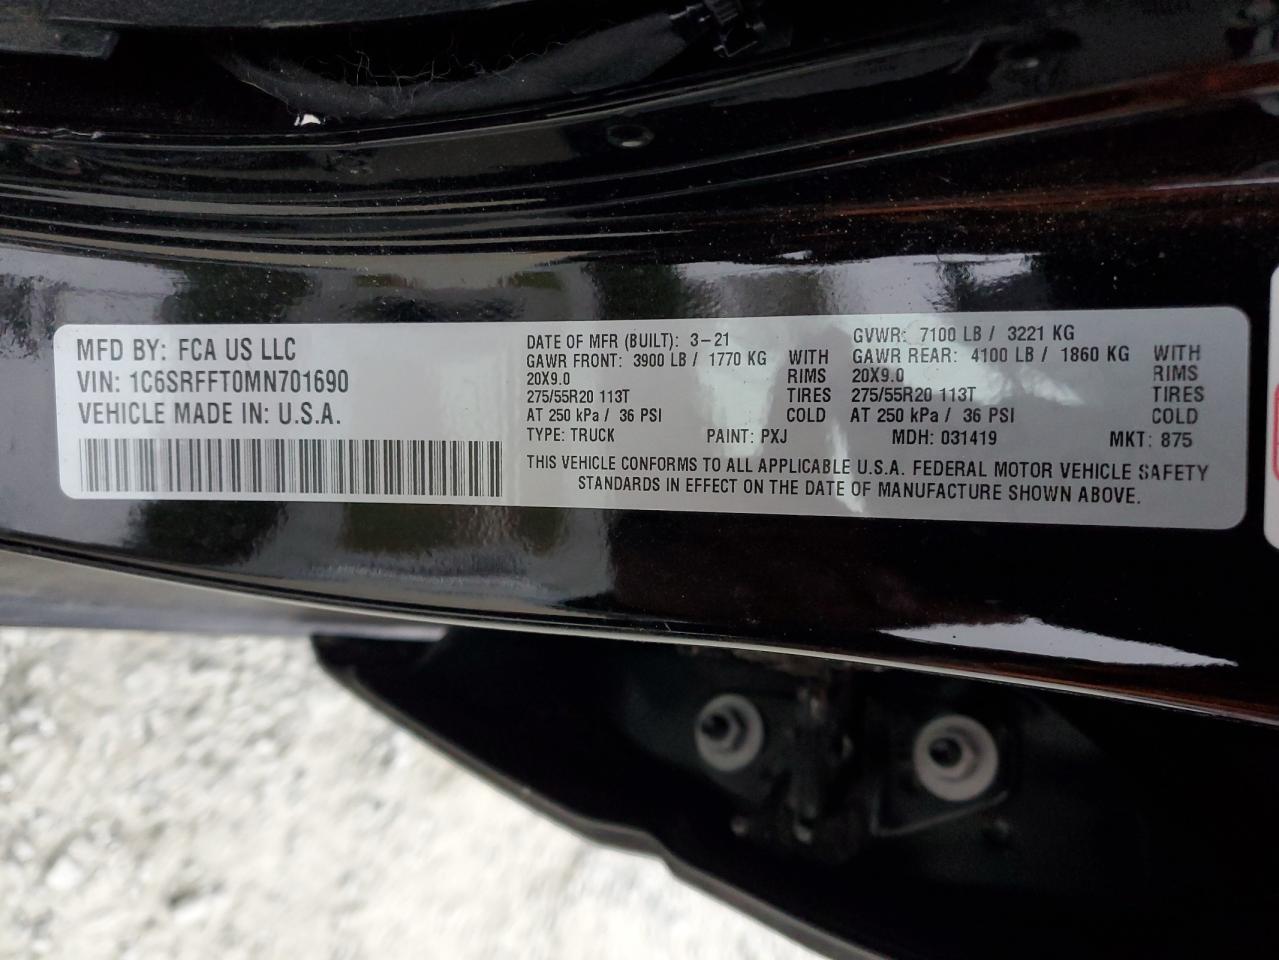 MFD BY: FCA US LLC
VIN: 1C6SRFFT0MN701690
VEHICLE MADE IN: U.S.A.
DATE OF MFR (BUILT): 3-21
GAWR FRONT: 3900 LB / 1770 KG WITH
20X9.0 RIMS
275/55R20 113T TIRES
AT 250 kPa / 36 PSI COLD
GVWR: 7100 LB / 3221 KG
GAWR REAR: 4100 LB / 1860 KG WITH
20X9.0 RIMS
275/55R20 113T TIRES
AT 250 kPa / 36 PSI COLD
TYPE: TRUCK PAINT: PXJ MDH: 031419 MKT: 875
THIS VEHICLE CONFORMS TO ALL APPLICABLE U.S.A. FEDERAL MOTOR VEHICLE SAFETY
STANDARDS IN EFFECT ON THE DATE OF MANUFACTURE SHOWN ABOVE.